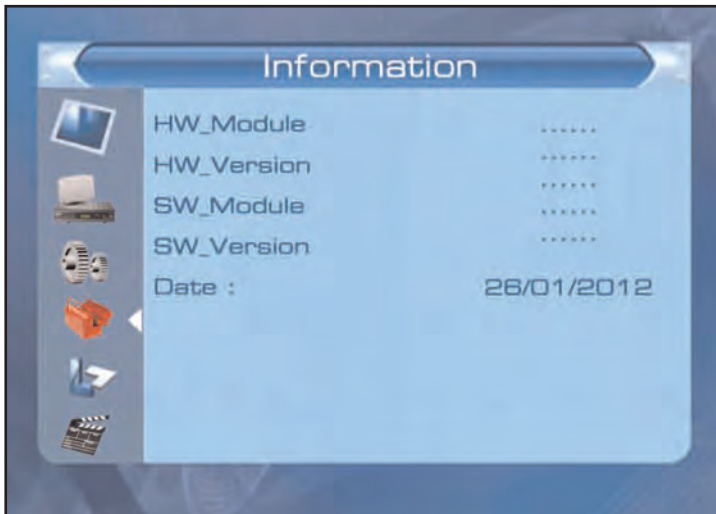 Information
HW_Module ......
HW_Version ......
......
SW_Module ......
SW_Version ......
Date : 26/01/2012